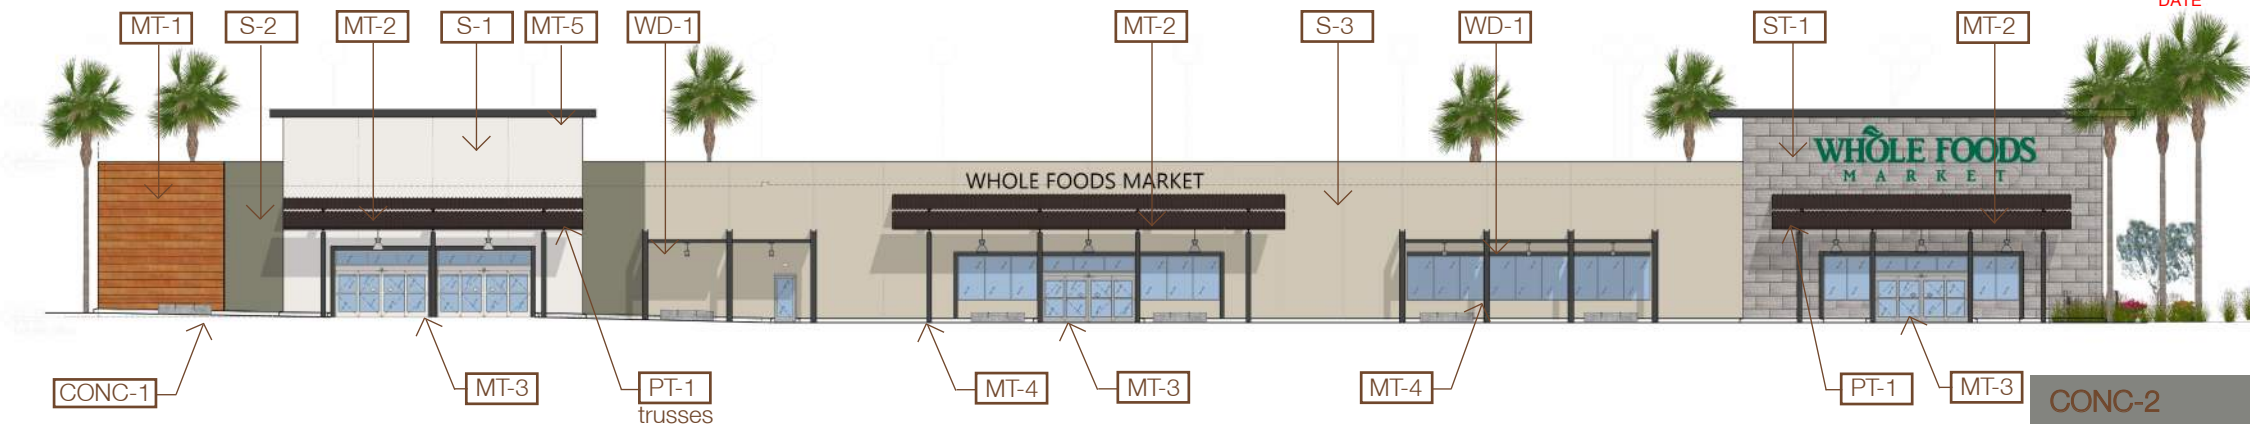 DATE
MT-1
S-2
MT-2
S-1
MT-5
WD-1
MT-2
S-3
WD-1
ST-1
MT-2
WHOLE FOODS MARKET
WHOLE FOODS
MARKET
CONC-1
MT-3
PT-1
trusses
MT-4
MT-3
MT-4
PT-1
MT-3
CONC-2